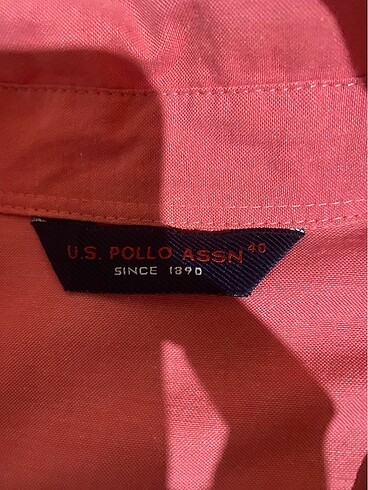 U.S. POLLO ASSN 40
SINCE 1890